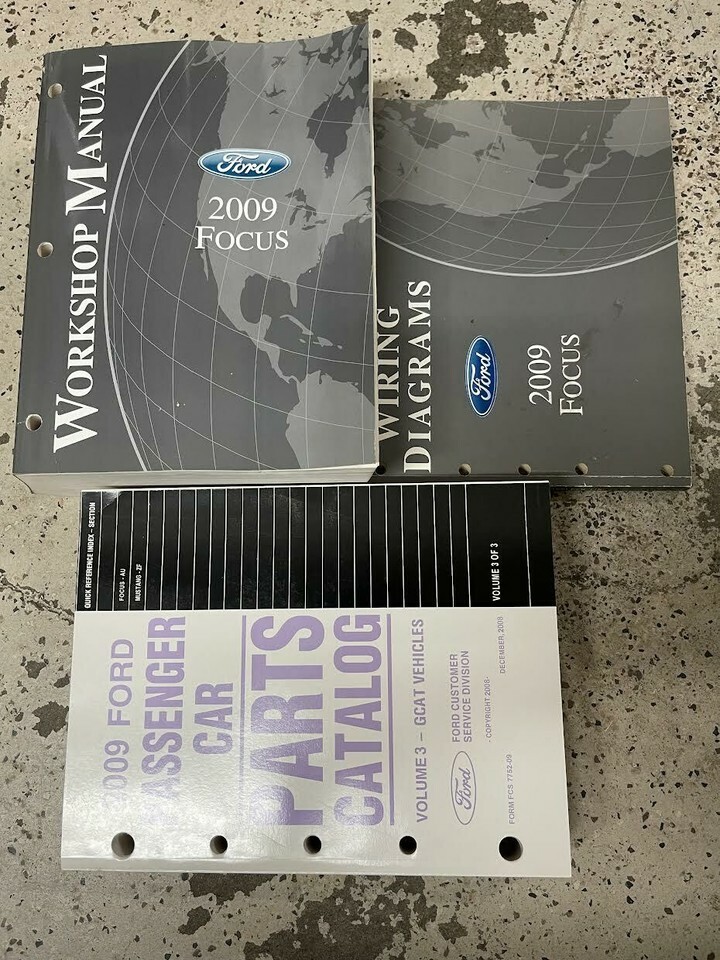 WORKSHOP MANUAL
Ford
2009
FOCUS
WIRING
DIAGRAMS
Ford
2009
FOCUS
QUICK REFERENCE INDEX – SECTION
FOCUS - AU
MUSTANG - ZF
VOLUME 3 OF 3
009 FORD
PASSENGER
CAR
PARTS
CATALOG
VOLUME 3 – GCAT VEHICLES
Ford
FORD CUSTOMER
SERVICE DIVISION
- COPYRIGHT 2008-
DECEMBER, 2008
FORM FCS 7752-09